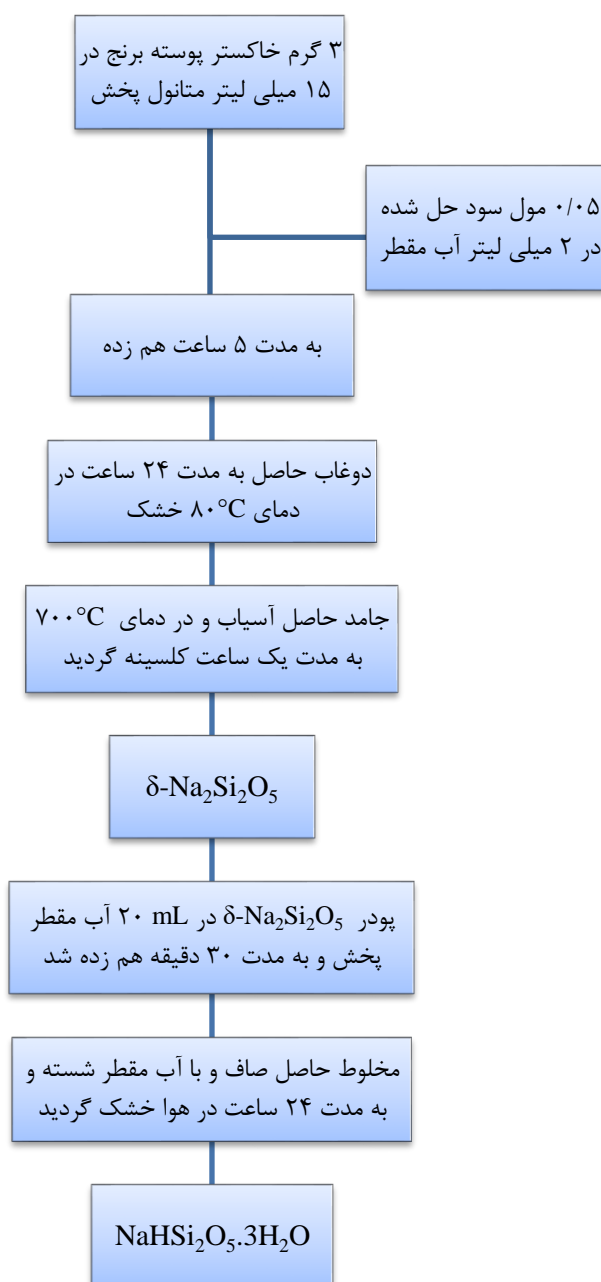 ۳ گرم خاکستر پوسته برنج در
۱۵ میلی لیتر متانول پخش
۰/۰۵ مول سود حل شده
در ۲ میلی لیتر آب مقطر
به مدت ۵ ساعت هم زده
دوغاب حاصل به مدت ۲۴ ساعت در
دمای ۸۰°C خشک
جامد حاصل آسیاب و در دمای ۷۰۰°C
به مدت یک ساعت کلسینه گردید
δ-Na₂Si₂O₅
پودر δ-Na₂Si₂O₅ در ۲۰ mL آب مقطر
پخش و به مدت ۳۰ دقیقه هم زده شد
مخلوط حاصل صاف و با آب مقطر شسته و
به مدت ۲۴ ساعت در هوا خشک گردید
NaHSi₂O₅.3H₂O